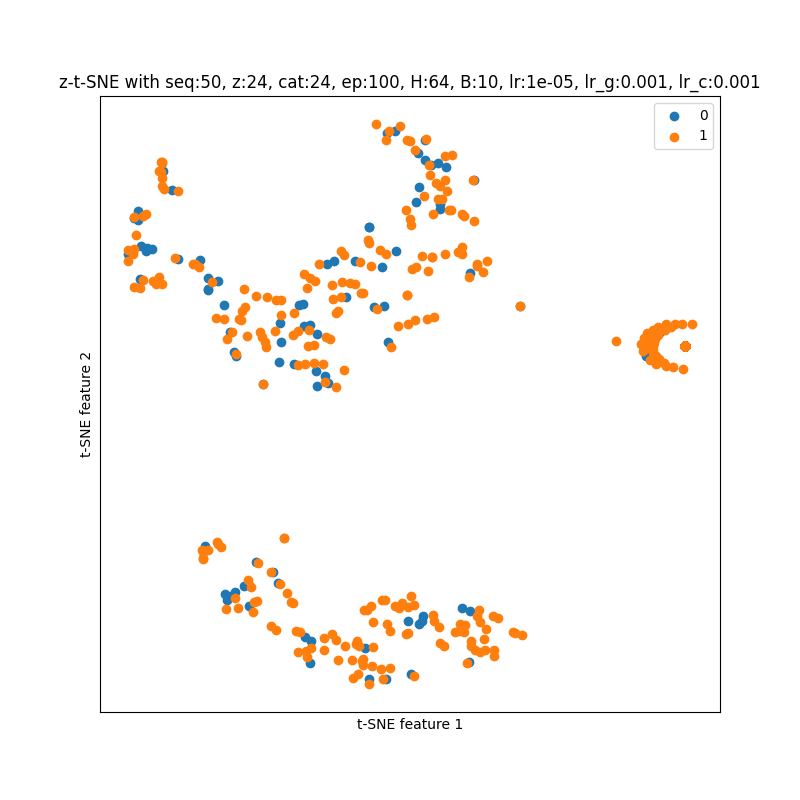 z-t-SNE with seq:50, z:24, cat:24, ep:100, H:64, B:10, lr:1e-05, lr_g:0.001, lr_c:0.001
0
1
t-SNE feature 2
t-SNE feature 1